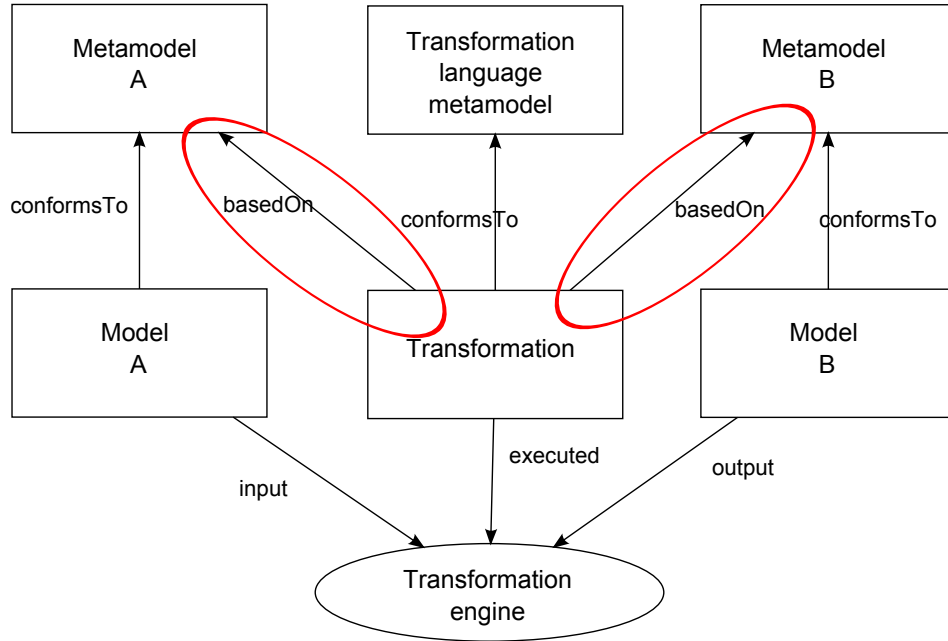 Metamodel
A
Transformation
language
metamodel
Metamodel
B
conformsTo
basedOn
conformsTo
basedOn
conformsTo
Model
A
Transformation
Model
B
input
executed
output
Transformation
engine